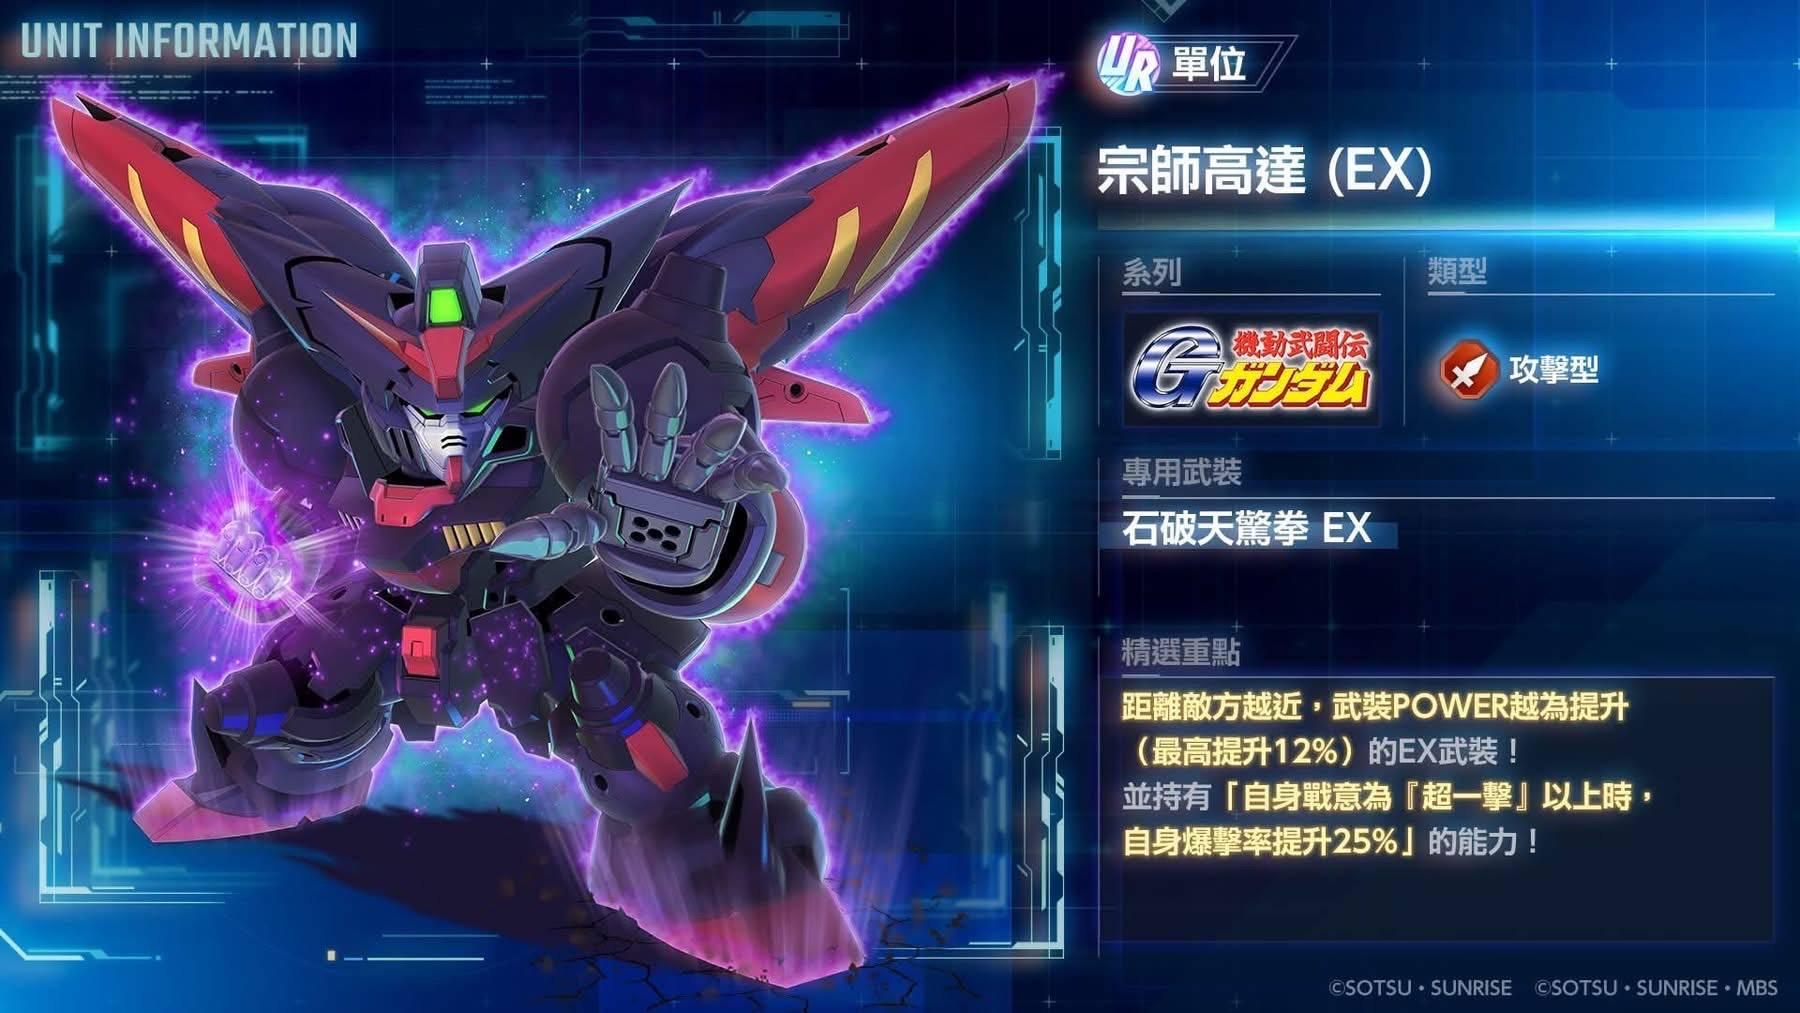 UNIT INFORMATION
UR 單位
宗師高達 (EX)
系列
類型
機動武闘伝
Gガンダム
攻擊型
專用武裝
石破天驚拳 EX
精選重點
距離敵方越近，武裝POWER越為提升
（最高提升12%）的EX武裝！
並持有「自身戰意為『超一擊』以上時，
自身爆擊率提升25%」的能力！
©SOTSU・SUNRISE ©SOTSU・SUNRISE・MBS